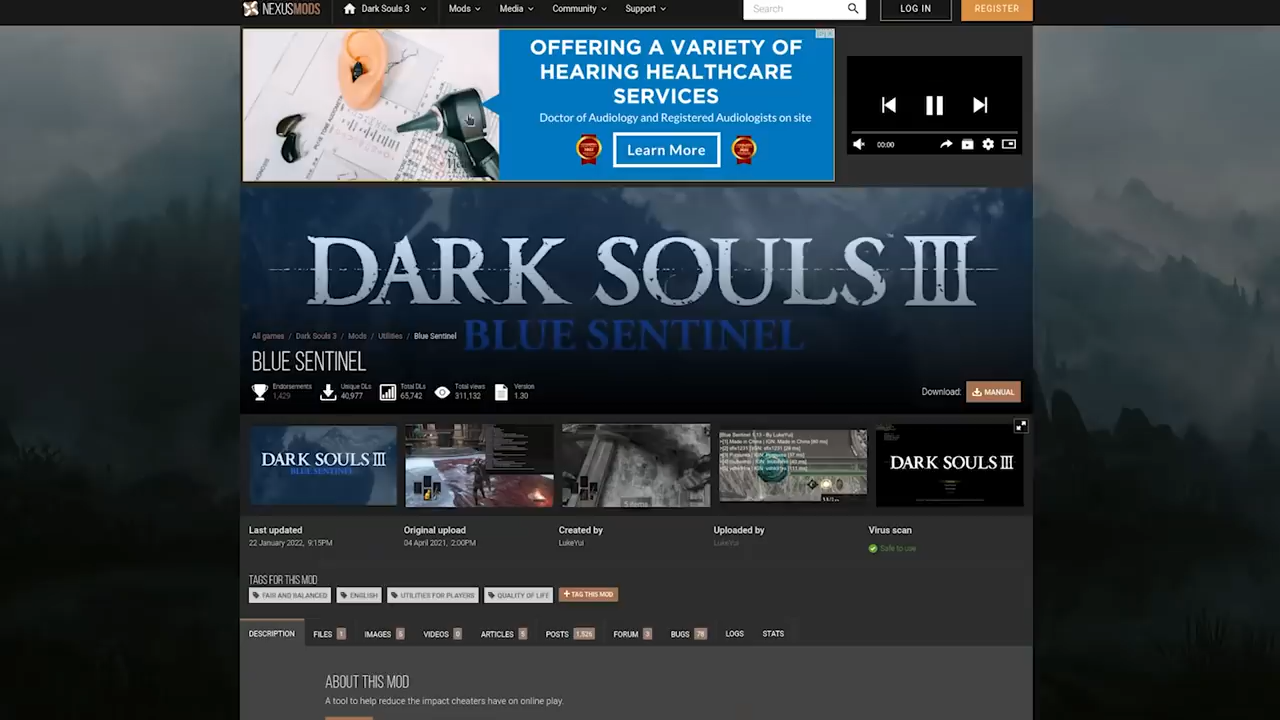 NEXUSMODS
Dark Souls 3
Mods
Media
Community
Support
Search
LOG IN
REGISTER
OFFERING A VARIETY OF
HEARING HEALTHCARE
SERVICES
Doctor of Audiology and Registered Audiologists on site
Learn More
00:00
DARK SOULS III
BLUE SENTINEL
All games / Dark Souls 3 / Mods / Utilities / Blue Sentinel
BLUE SENTINEL
Endorsements
1,429
Unique DLs
40,977
Total DLs
65,742
Total views
311,132
Version
1.30
Download:
MANUAL
DARK SOULS III
BLUE SENTINEL
DARK SOULS III
Last updated
22 January 2022, 9:15PM
Original upload
04 April 2021, 2:00PM
Created by
LukeYui
Uploaded by
LukeYui
Virus scan
Safe to use
TAGS FOR THIS MOD
FAIR AND BALANCED
ENGLISH
UTILITIES FOR PLAYERS
QUALITY OF LIFE
+ TAG THIS MOD
DESCRIPTION
FILES 1
IMAGES 5
VIDEOS 0
ARTICLES 5
POSTS 1,526
FORUM 3
BUGS 78
LOGS
STATS
ABOUT THIS MOD
A tool to help reduce the impact cheaters have on online play.